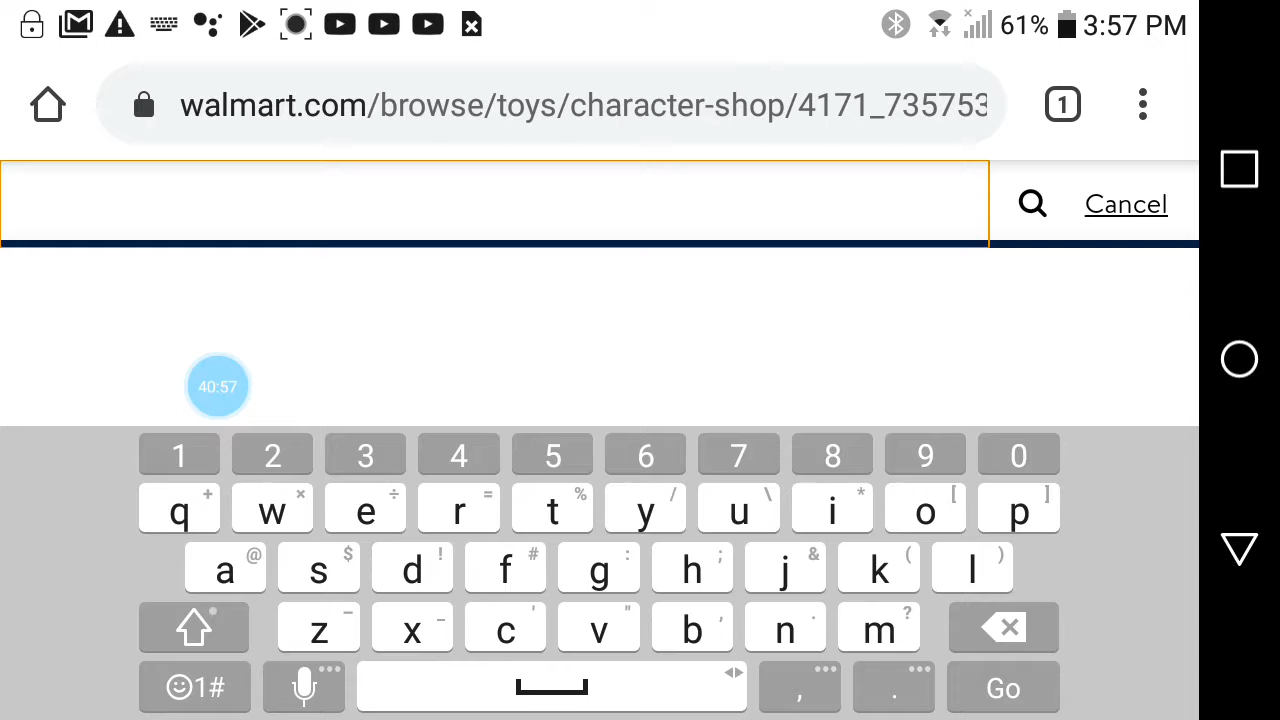 61% 3:57 PM
walmart.com/browse/toys/character-shop/4171_735753
1
Cancel
40:57
1 2 3 4 5 6 7 8 9 0
q + w × e ÷ r = t % y / u \ i * o [ p ]
a @ s $ d ! f # g : h ; j & k ( l )
z – x _ c ' v " b , n . m ?
1# , . Go